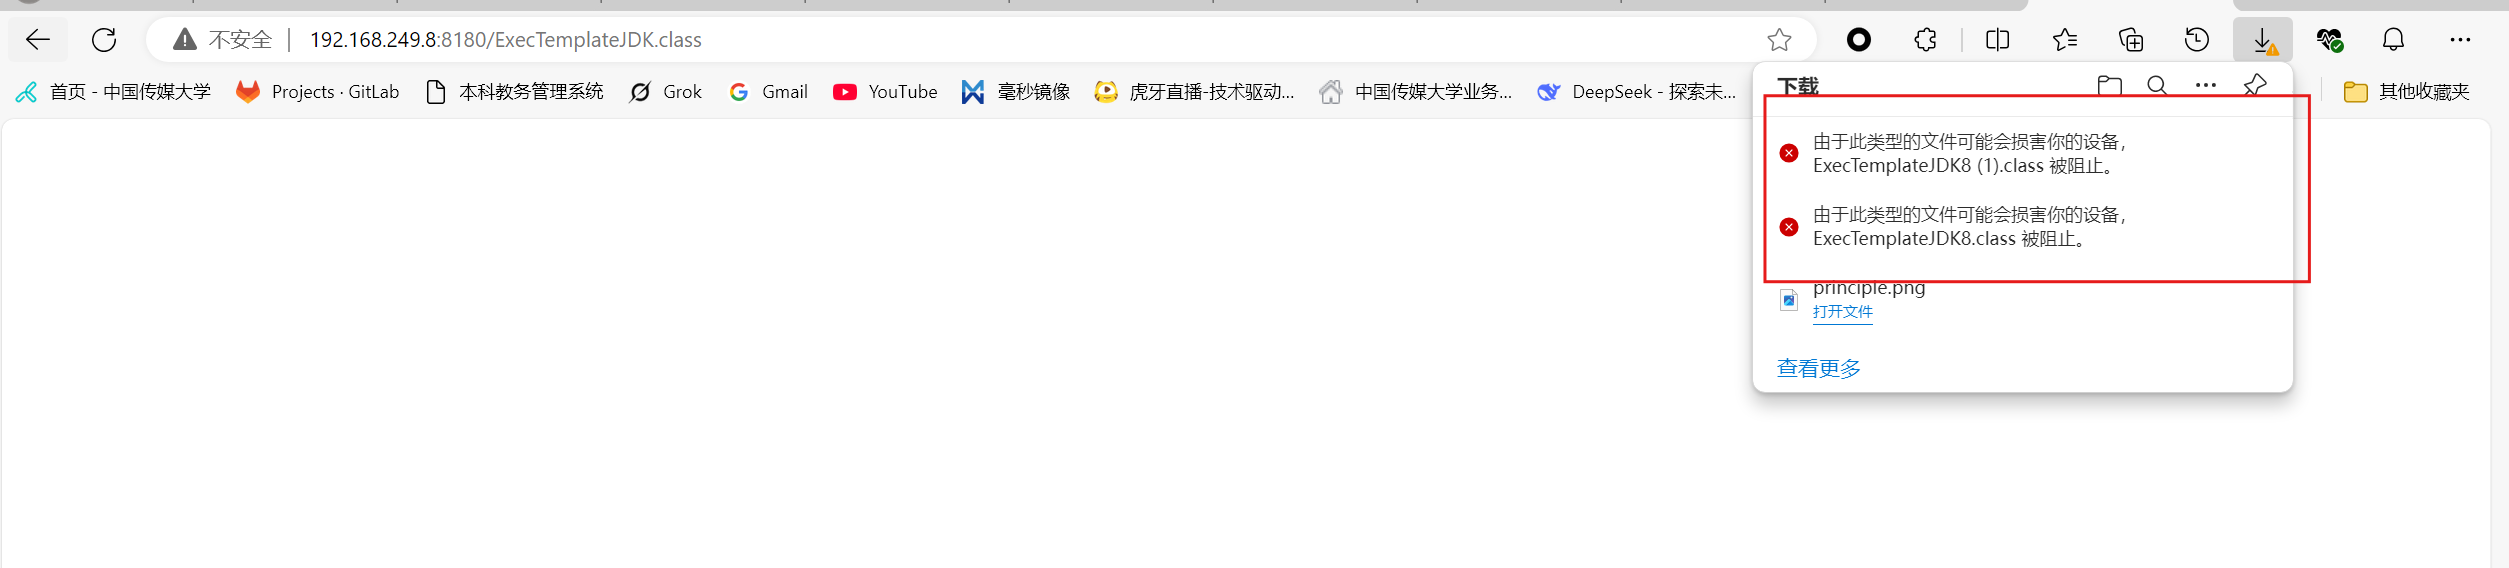 不安全 192.168.249.8:8180/ExecTemplateJDK.class
首页 - 中国传媒大学 Projects · GitLab 本科教务管理系统 Grok Gmail YouTube 毫秒镜像 虎牙直播-技术驱动... 中国传媒大学业务... DeepSeek - 探索未... 其他收藏夹
下载
由于此类型的文件可能会损害你的设备,
ExecTemplateJDK8 (1).class 被阻止。
由于此类型的文件可能会损害你的设备,
ExecTemplateJDK8.class 被阻止。
principle.png
打开文件
查看更多